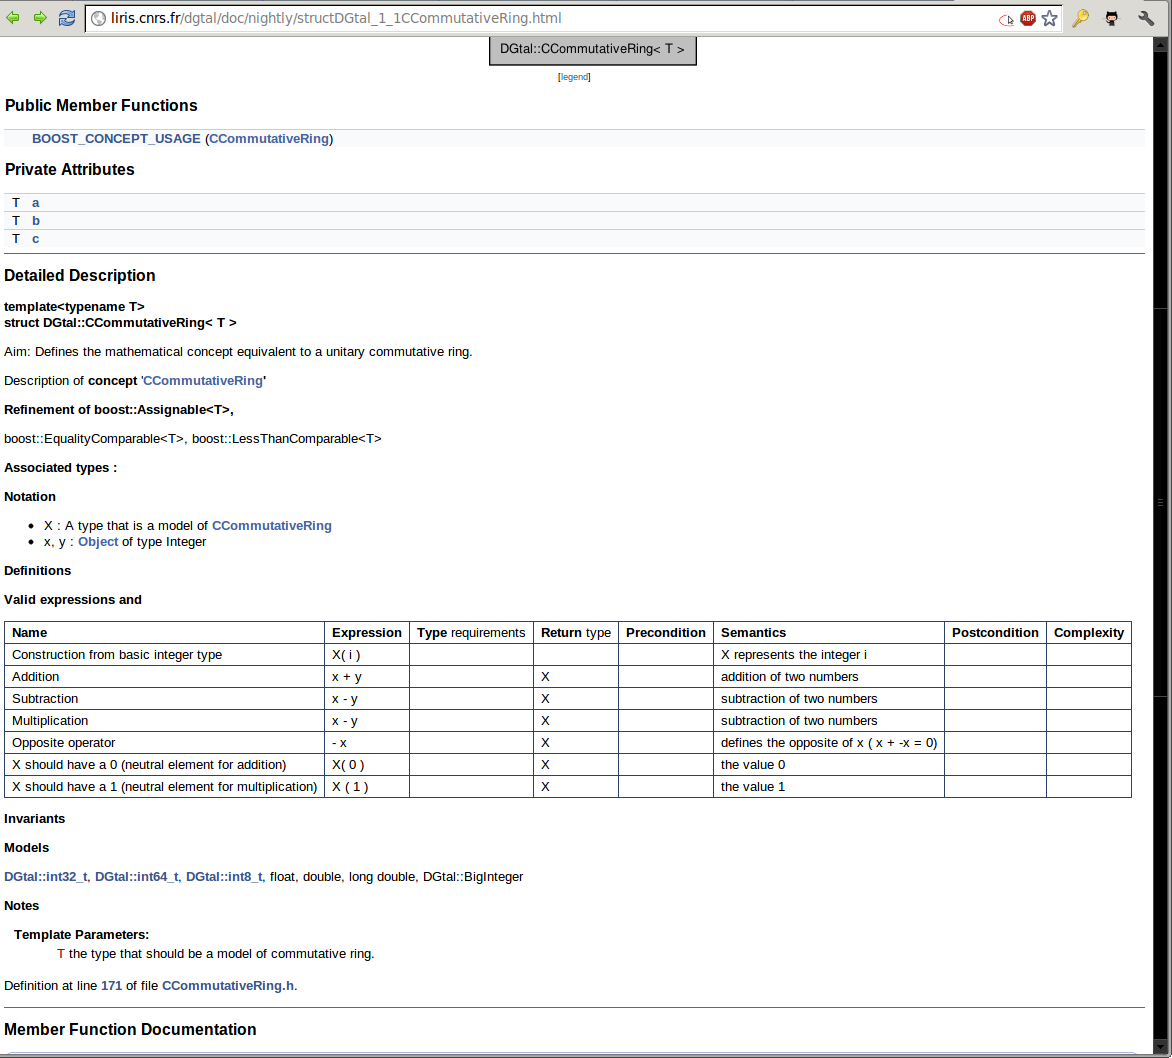 liris.cnrs.fr/dgtal/doc/nightly/structDGtal_1_1CCommutativeRing.html
ABP
DGtal::CCommutativeRing< T >
[legend]
Public Member Functions
BOOST_CONCEPT_USAGE (CCommutativeRing)
Private Attributes
T a
T b
T c
Detailed Description
template<typename T>
struct DGtal::CCommutativeRing< T >
Aim: Defines the mathematical concept equivalent to a unitary commutative ring.
Description of concept 'CCommutativeRing'
Refinement of boost::Assignable<T>,
boost::EqualityComparable<T>, boost::LessThanComparable<T>
Associated types :
Notation
• X : A type that is a model of CCommutativeRing
• x, y : Object of type Integer
Definitions
Valid expressions and
Name Expression Type requirements Return type Precondition Semantics Postcondition Complexity
Construction from basic integer type X( i ) X represents the integer i
Addition x + y X addition of two numbers
Subtraction x - y X subtraction of two numbers
Multiplication x - y X subtraction of two numbers
Opposite operator - x X defines the opposite of x ( x + -x = 0)
X should have a 0 (neutral element for addition) X( 0 ) X the value 0
X should have a 1 (neutral element for multiplication) X ( 1 ) X the value 1
Invariants
Models
DGtal::int32_t, DGtal::int64_t, DGtal::int8_t, float, double, long double, DGtal::BigInteger
Notes
Template Parameters:
T the type that should be a model of commutative ring.
Definition at line 171 of file CCommutativeRing.h.
Member Function Documentation